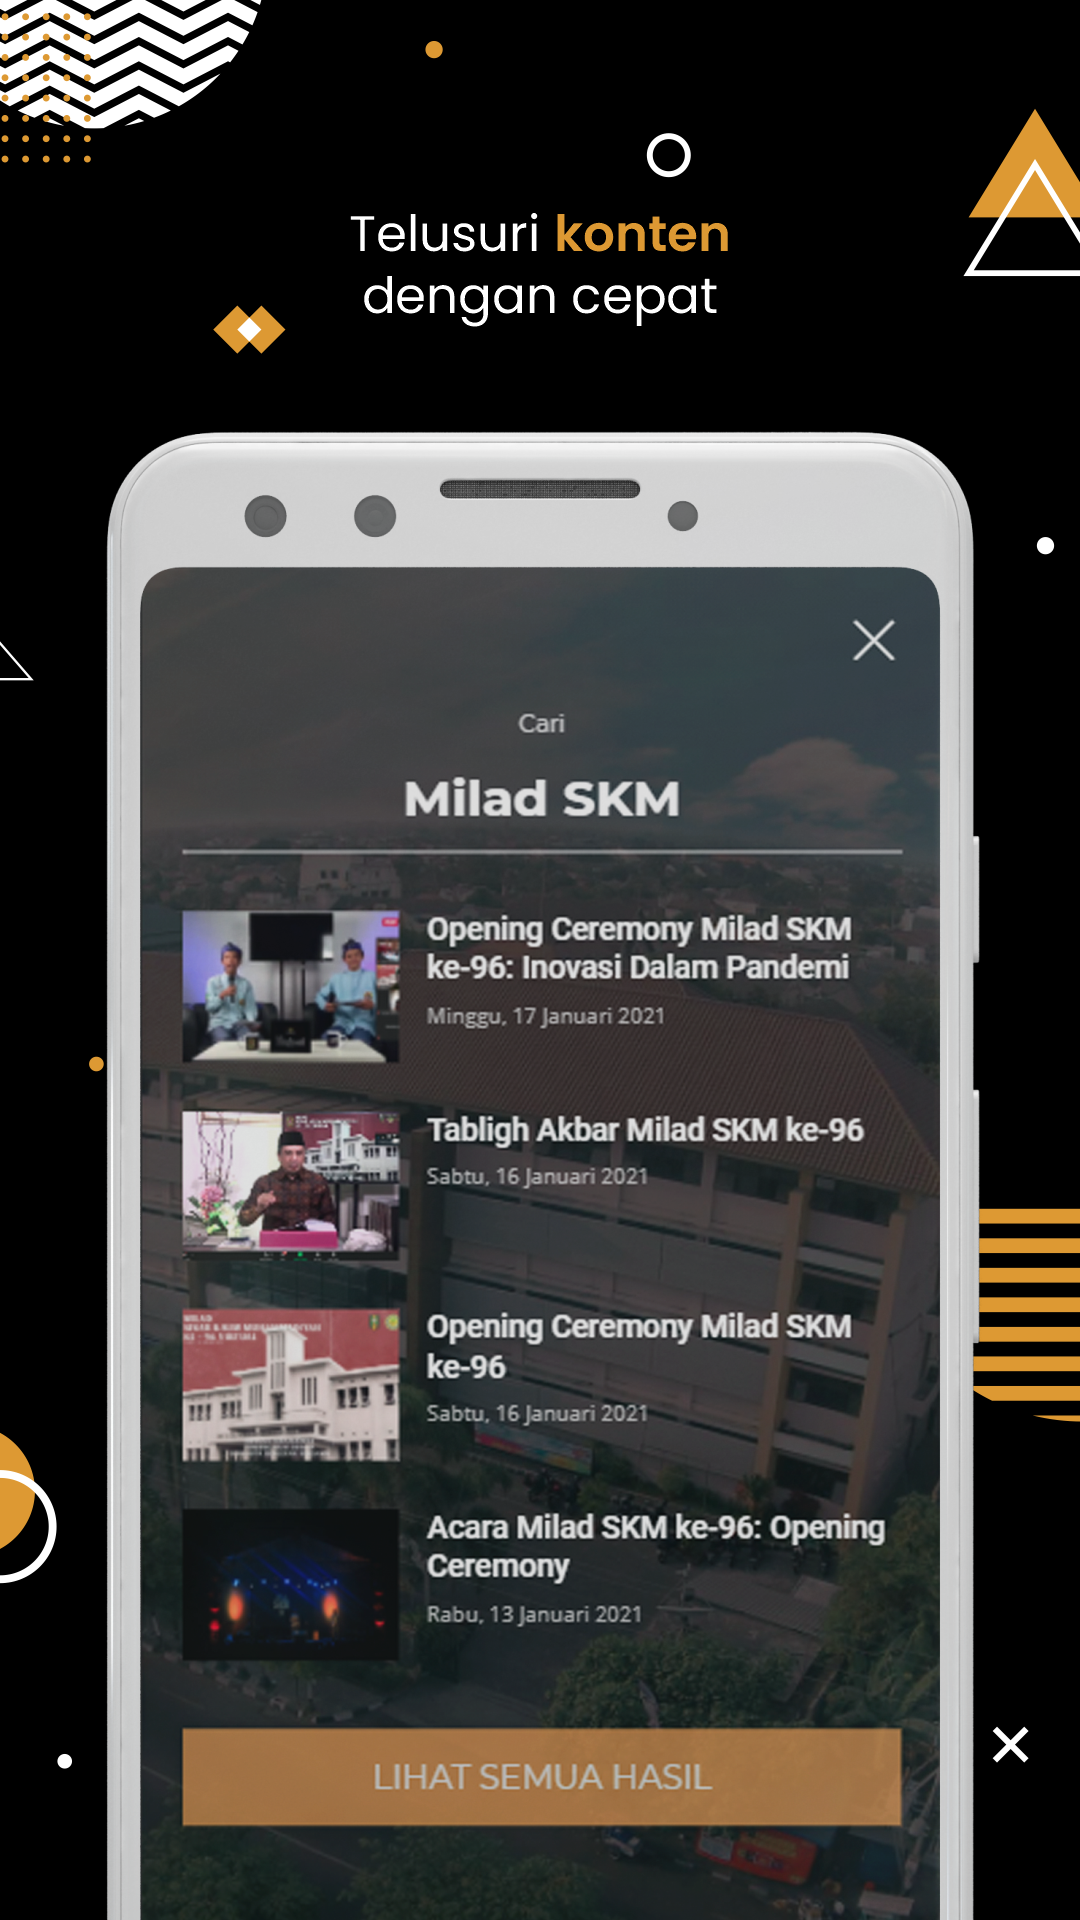 Telusuri konten
dengan cepat
Cari
Milad SKM
Opening Ceremony Milad SKM
ke-96: Inovasi Dalam Pandemi
Minggu, 17 Januari 2021
Tabligh Akbar Milad SKM ke-96
Sabtu, 16 Januari 2021
Opening Ceremony Milad SKM
ke-96
Sabtu, 16 Januari 2021
Acara Milad SKM ke-96: Opening
Ceremony
Rabu, 13 Januari 2021
LIHAT SEMUA HASIL